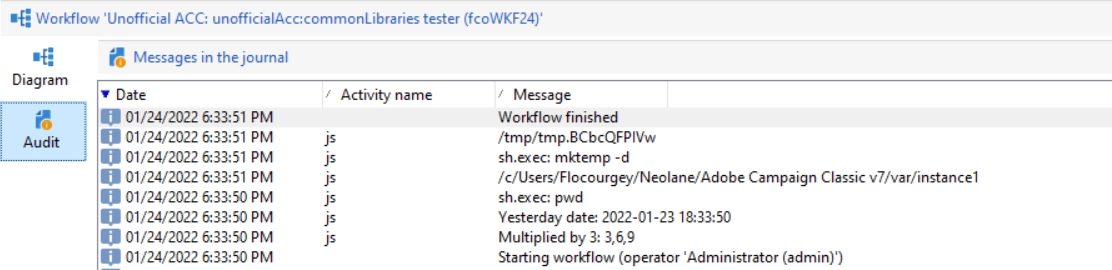 Workflow 'Unofficial ACC: unofficialAcc:commonLibraries tester (fcoWKF24)'
Diagram
Audit
Messages in the journal
Date Activity name Message
01/24/2022 6:33:51 PM Workflow finished
01/24/2022 6:33:51 PM js /tmp/tmp.BCbcQFPIVw
01/24/2022 6:33:51 PM js sh.exec: mktemp -d
01/24/2022 6:33:51 PM js /c/Users/Flocourgey/Neolane/Adobe Campaign Classic v7/var/instance1
01/24/2022 6:33:50 PM js sh.exec: pwd
01/24/2022 6:33:50 PM js Yesterday date: 2022-01-23 18:33:50
01/24/2022 6:33:50 PM js Multiplied by 3: 3,6,9
01/24/2022 6:33:50 PM Starting workflow (operator 'Administrator (admin)')